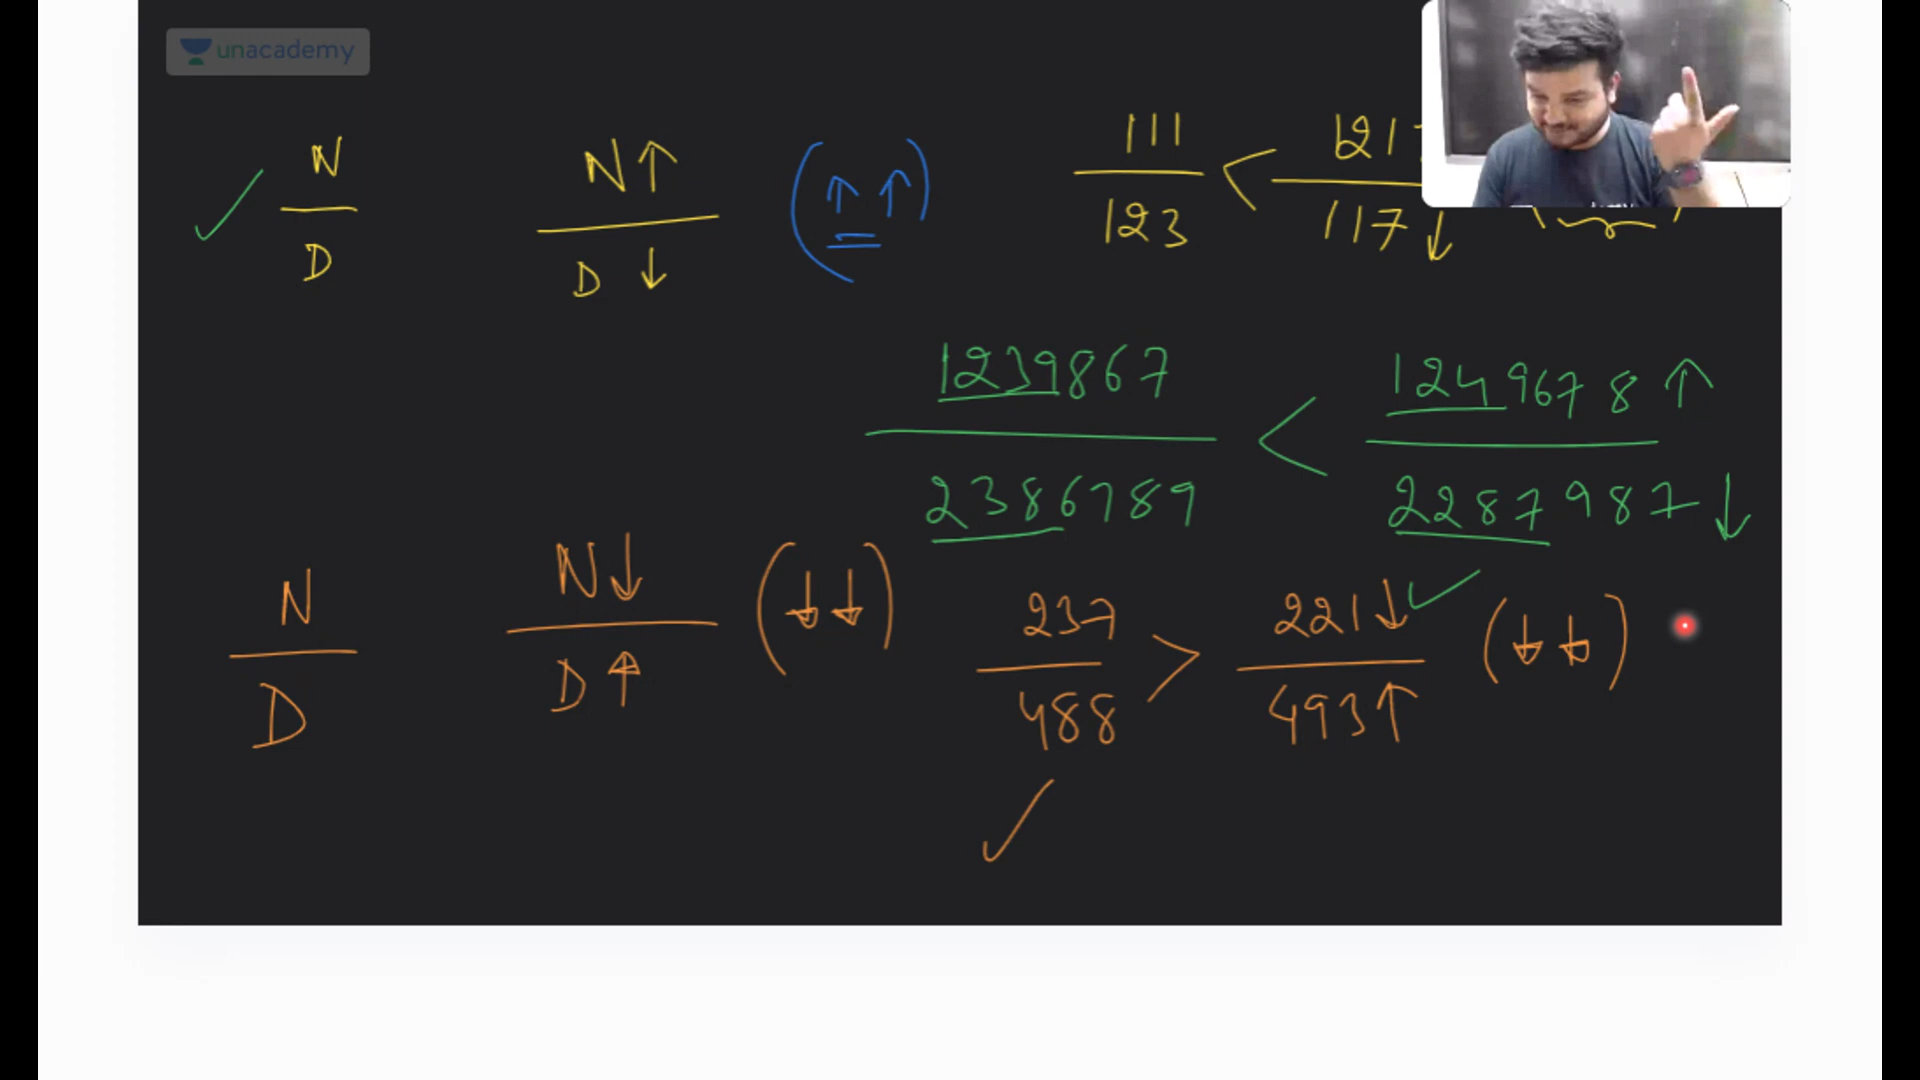 unacademy
N/D N↑/D↓ (↑↑) 111/123 < 121/117↓
1239867/2386789 < 1249678↑/2287987↓
N/D N↓/D↑ (↓↓) 237/488 > 221↓/493↑ (↓↓)